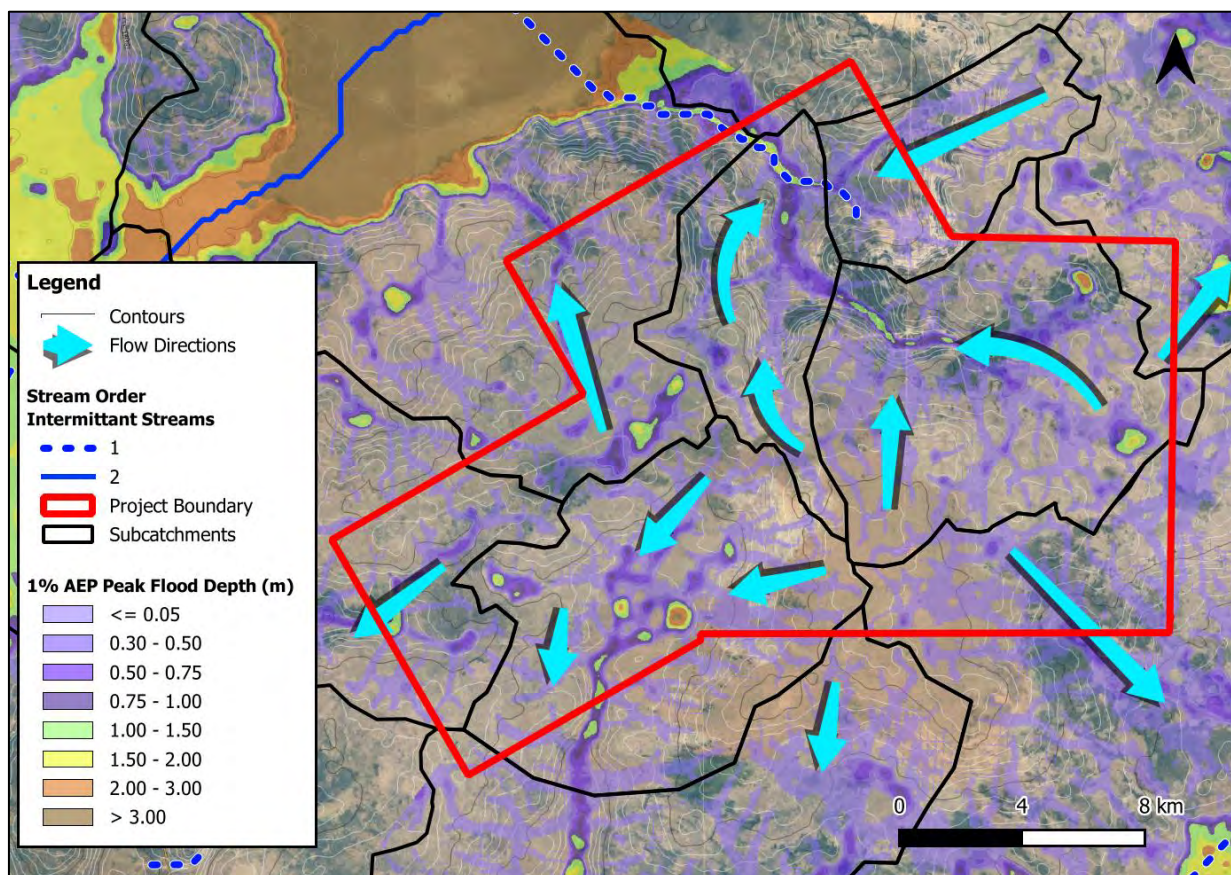 Legend
Contours
Flow Directions
Stream Order
Intermittant Streams
1
2
Project Boundary
Subcatchments
1% AEP Peak Flood Depth (m)
<= 0.05
0.30 - 0.50
0.50 - 0.75
0.75 - 1.00
1.00 - 1.50
1.50 - 2.00
2.00 - 3.00
> 3.00
0 4 8 km